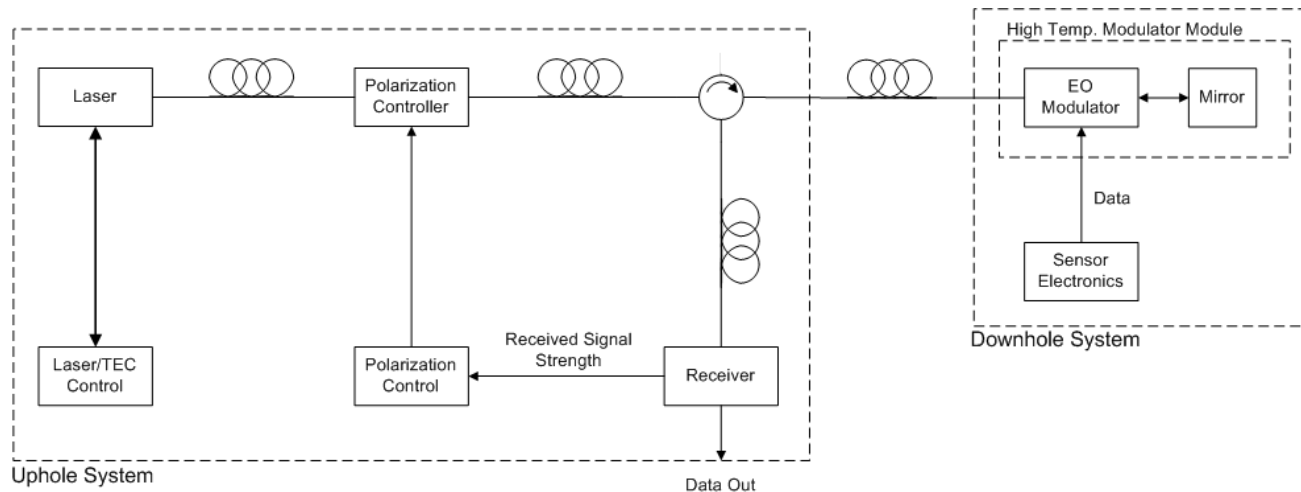 High Temp. Modulator Module
Laser
Polarization
Controller
EO
Modulator
Mirror
Data
Sensor
Electronics
Downhole System
Received Signal
Strength
Laser/TEC
Control
Polarization
Control
Receiver
Uphole System
Data Out